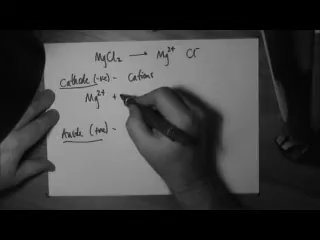 MgCl₂ → Mg²⁺ Cl⁻
Cathode (-ve) - Cations
Mg²⁺ +
Anode (+ve) -